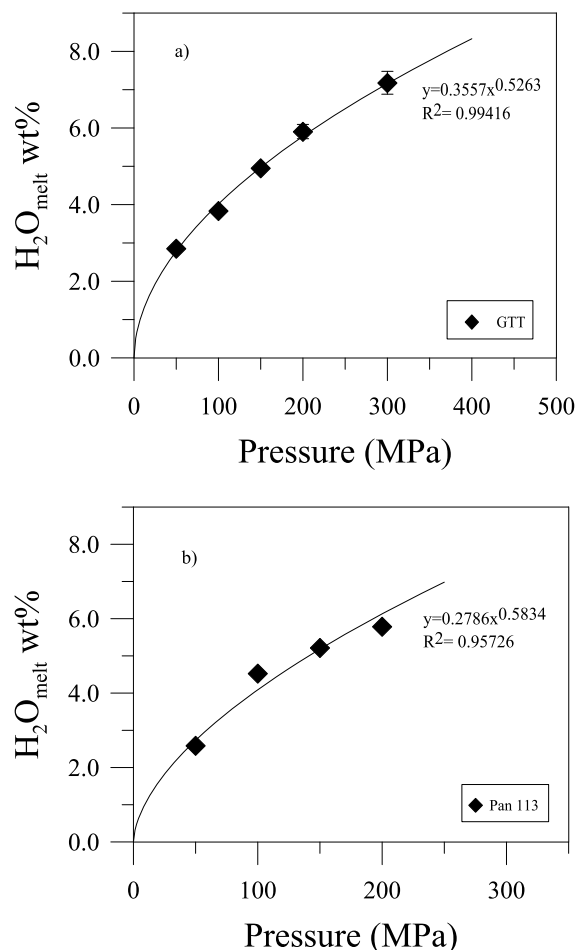 a)
8.0
6.0
4.0
2.0
0.0
H₂Omelt wt%
y=0.3557x^0.5263
R2= 0.99416
GTT
0 100 200 300 400 500
Pressure (MPa)
b)
8.0
6.0
4.0
2.0
0.0
H₂Omelt wt%
y=0.2786x^0.5834
R2= 0.95726
Pan 113
0 100 200 300
Pressure (MPa)